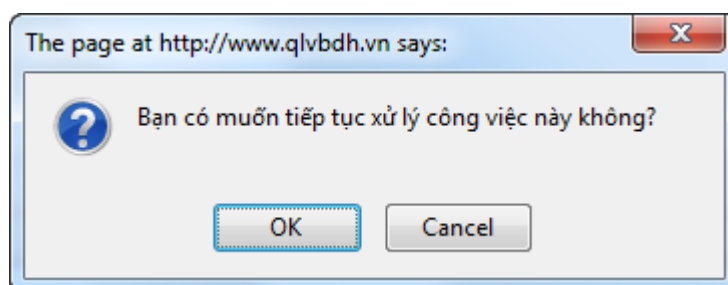 The page at http://www.qlvbdh.vn says:
Bạn có muốn tiếp tục xử lý công việc này không?
OK
Cancel